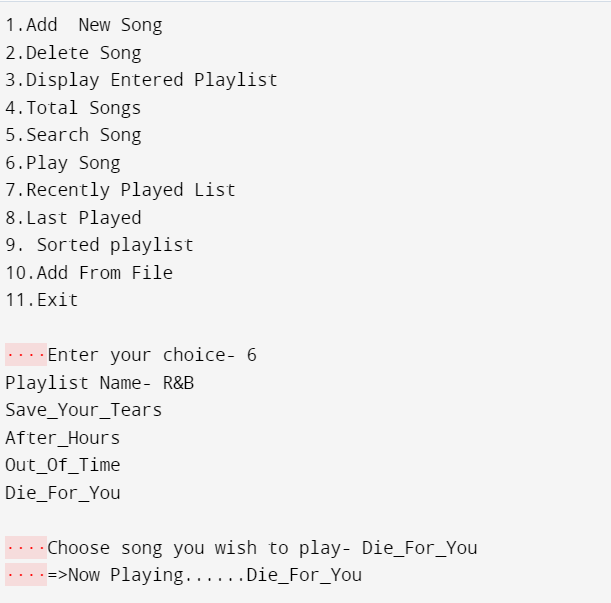 1.Add  New Song
2.Delete Song
3.Display Entered Playlist
4.Total Songs
5.Search Song
6.Play Song
7.Recently Played List
8.Last Played
9. Sorted playlist
10.Add From File
11.Exit
····Enter your choice- 6
Playlist Name- R&B
Save_Your_Tears
After_Hours
Out_Of_Time
Die_For_You
····Choose song you wish to play- Die_For_You
····=>Now Playing......Die_For_You